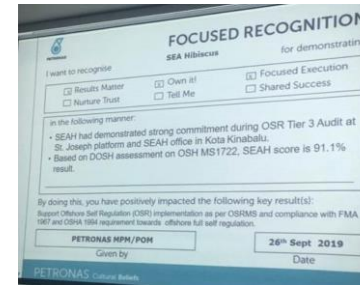 PETRONAS
FOCUSED RECOGNITION
SEA Hibiscus
for demonstratin
I want to recognise
Results Matter
Own it!
Focused Execution
Nurture Trust
Tell Me
Shared Success
in the following manner:
• SEAH had demonstrated strong commitment during OSR Tier 3 Audit at
St. Joseph platform and SEAH office in Kota Kinabalu.
• Based on DOSH assessment on OSH MS1722, SEAH score is 91.1%
result.
By doing this, you have positively impacted the following key result(s):
Support Offshore Self Regulation (OSR) implementation as per OSRMS and compliance with FMA
1967 and OSHA 1994 requirement towards offshore full self regulation.
PETRONAS MPM/POM
26th Sept 2019
Given by
Date
PETRONAS Cultural Beliefs